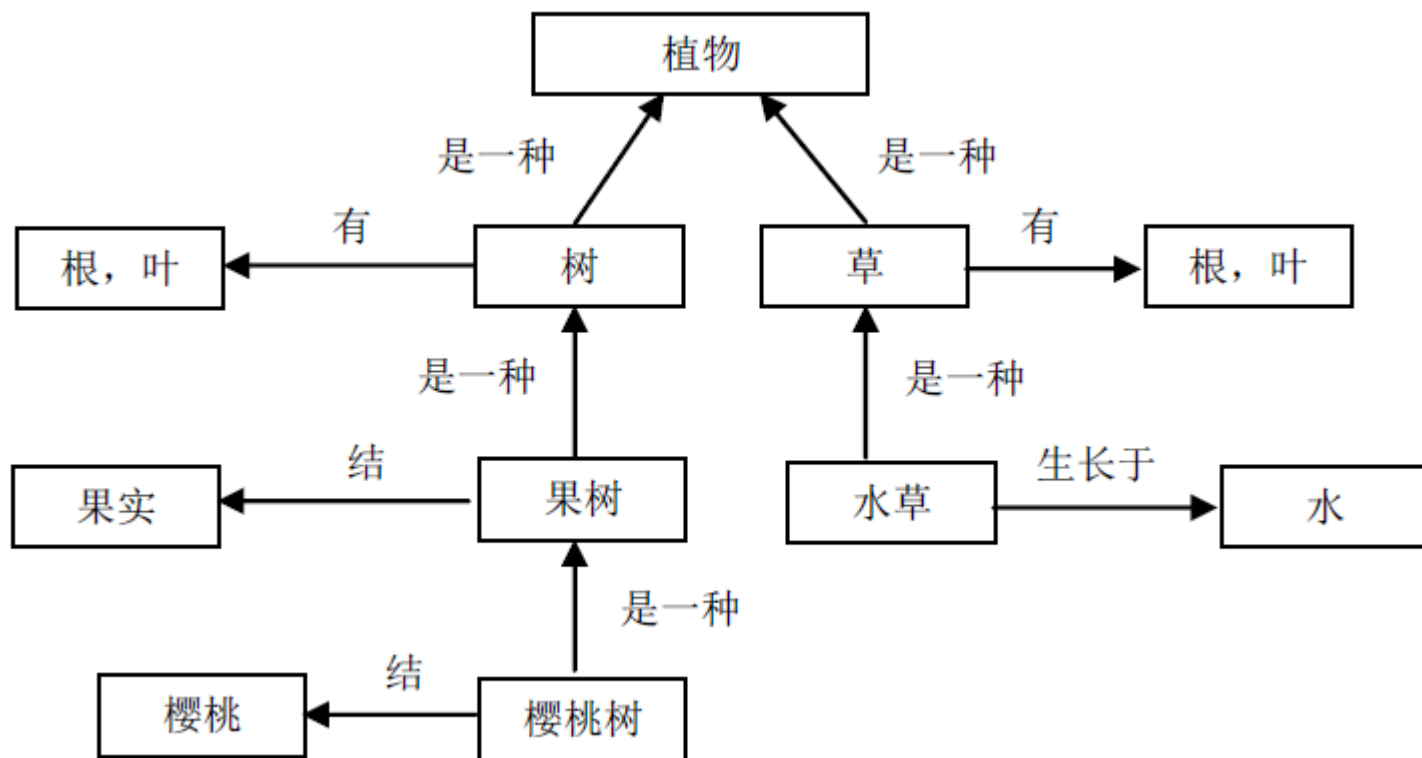 植物
是一种
是一种
有
有
根，叶
树
草
根，叶
是一种
是一种
结
生长于
果实
果树
水草
水
是一种
结
樱桃
樱桃树